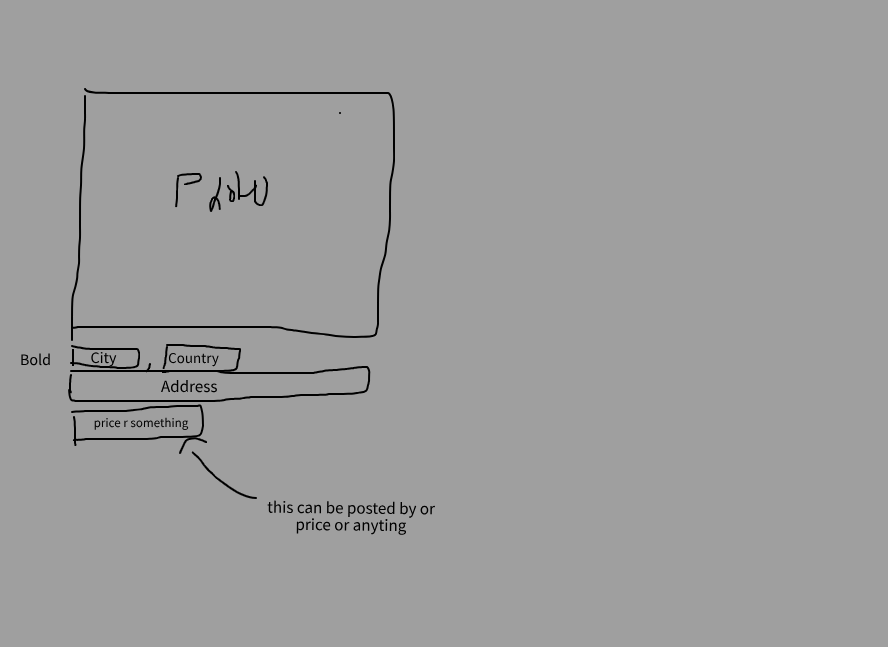 Photo
Bold City , Country
Address
price r something
this can be posted by or
price or anyting